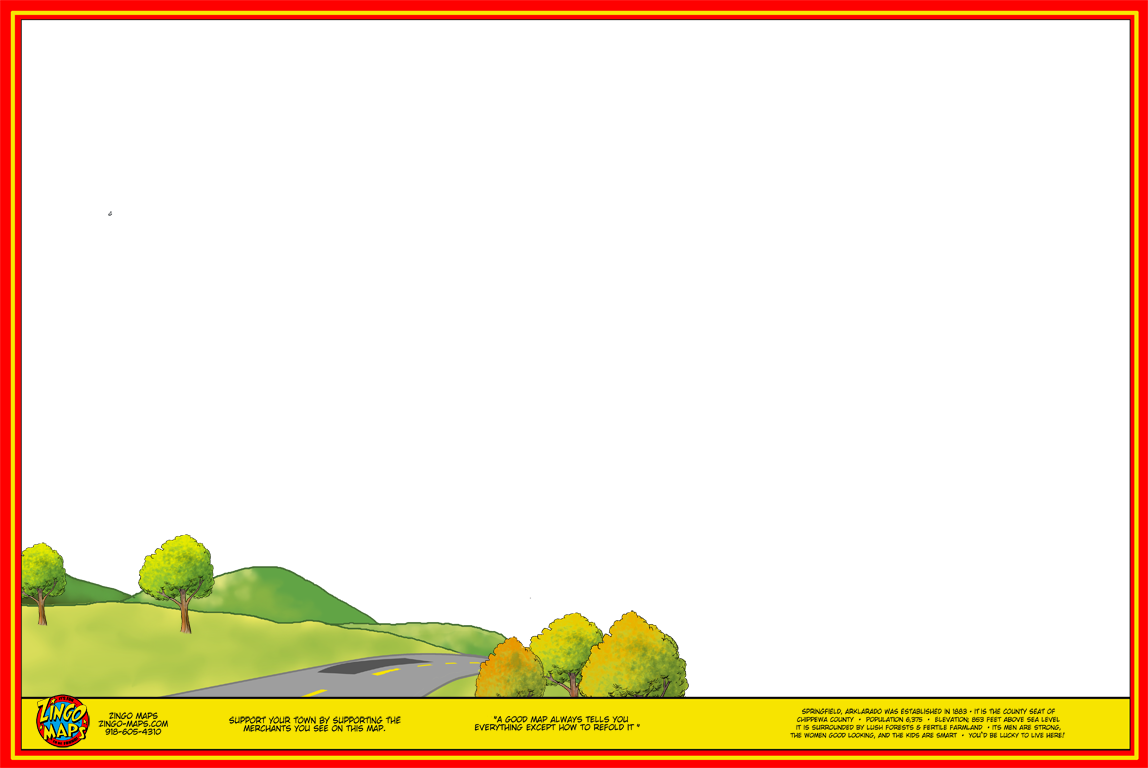 ZINGO
MAPS
ZINGO MAPS
ZINGO-MAPS.COM
918-605-4310
SUPPORT YOUR TOWN BY SUPPORTING THE
MERCHANTS YOU SEE ON THIS MAP.
"A GOOD MAP ALWAYS TELLS YOU
EVERYTHING EXCEPT HOW TO REFOLD IT "
SPRINGFIELD, ARKLARADO WAS ESTABLISHED IN 1883 • IT IS THE COUNTY SEAT OF
CHIPPEWA COUNTY • POPULATION 6,375 • ELEVATION; 853 FEET ABOVE SEA LEVEL
IT IS SURROUNDED BY LUSH FORESTS & FERTILE FARMLAND • ITS MEN ARE STRONG,
THE WOMEN GOOD LOOKING, AND THE KIDS ARE SMART • YOU'D BE LUCKY TO LIVE HERE!